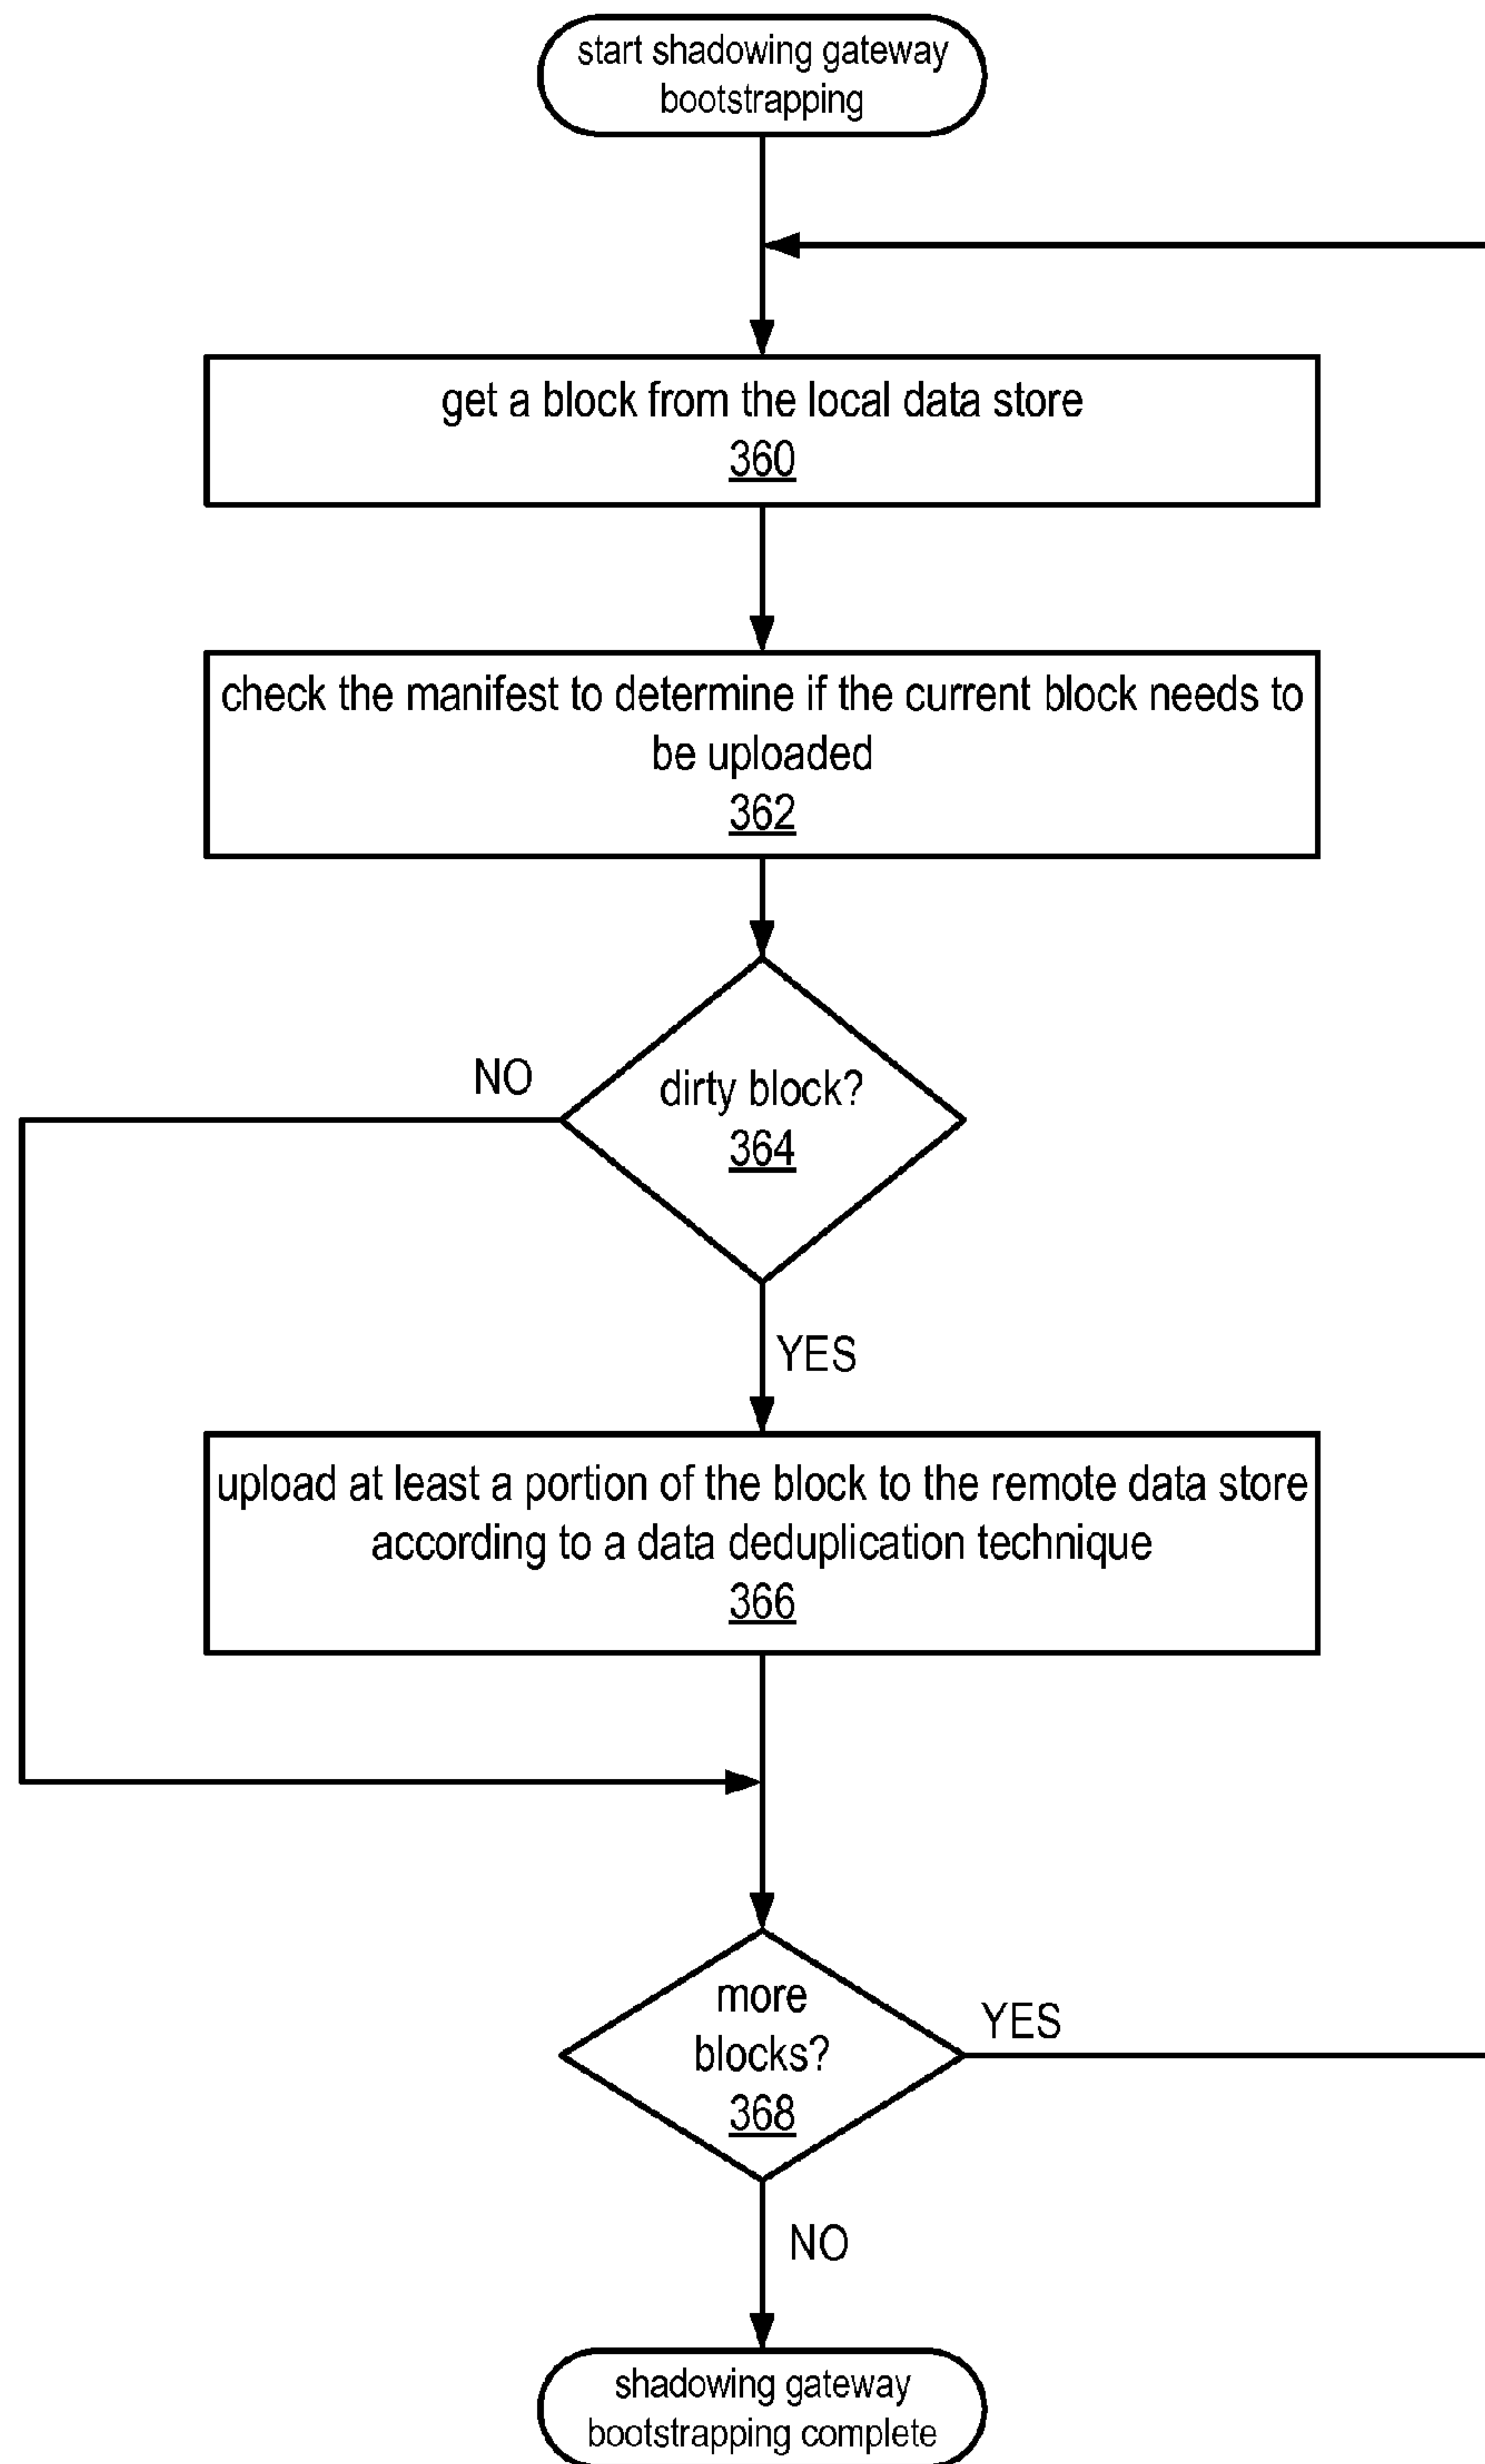 start shadowing gateway
bootstrapping
get a block from the local data store
360
check the manifest to determine if the current block needs to
be uploaded
362
NO
dirty block?
364
YES
upload at least a portion of the block to the remote data store
according to a data deduplication technique
366
more
blocks?
368
YES
NO
shadowing gateway
bootstrapping complete